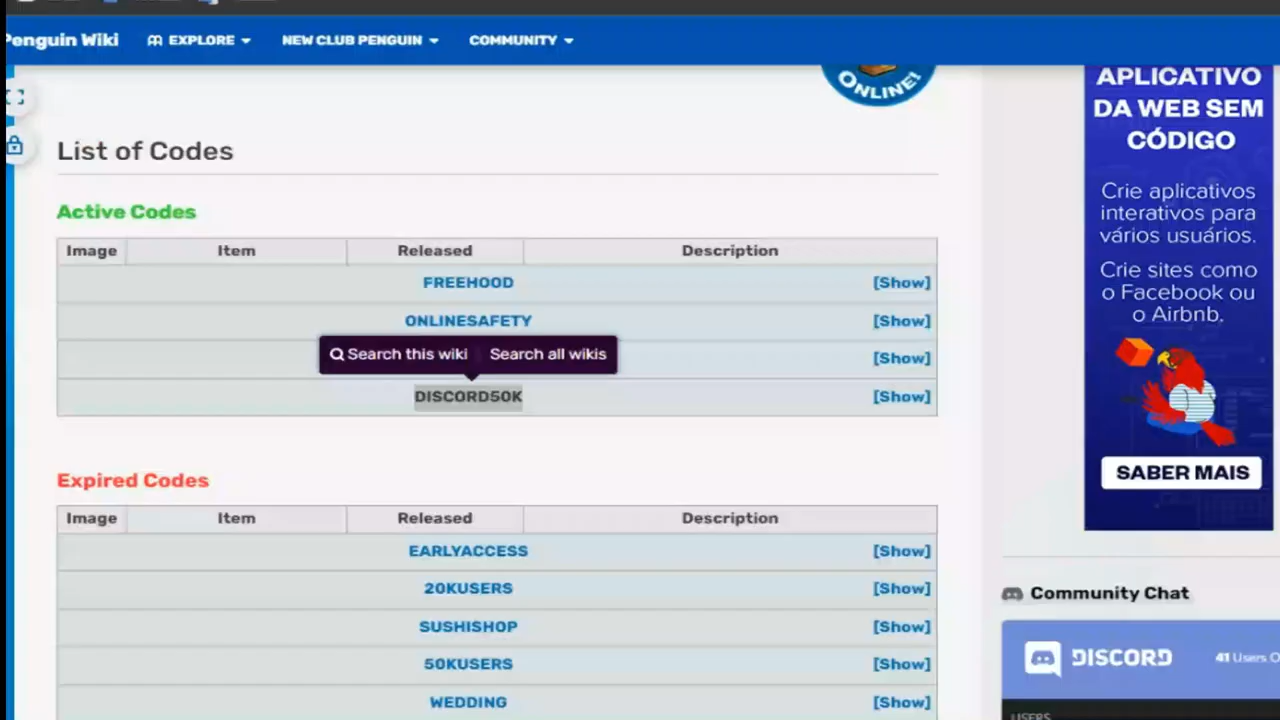 Penguin Wiki EXPLORE NEW CLUB PENGUIN COMMUNITY
ONLINE!
List of Codes
Active Codes
Image Item Released Description
FREEHOOD [Show]
ONLINESAFETY [Show]
Search this wiki Search all wikis [Show]
DISCORD50K [Show]
Expired Codes
Image Item Released Description
EARLYACCESS [Show]
20KUSERS [Show]
SUSHISHOP [Show]
50KUSERS [Show]
WEDDING [Show]
APLICATIVO
DA WEB SEM
CÓDIGO
Crie aplicativos
interativos para
vários usuários.
Crie sites como
o Facebook ou
o Airbnb.
SABER MAIS
Community Chat
DISCORD 41 Users O
USERS